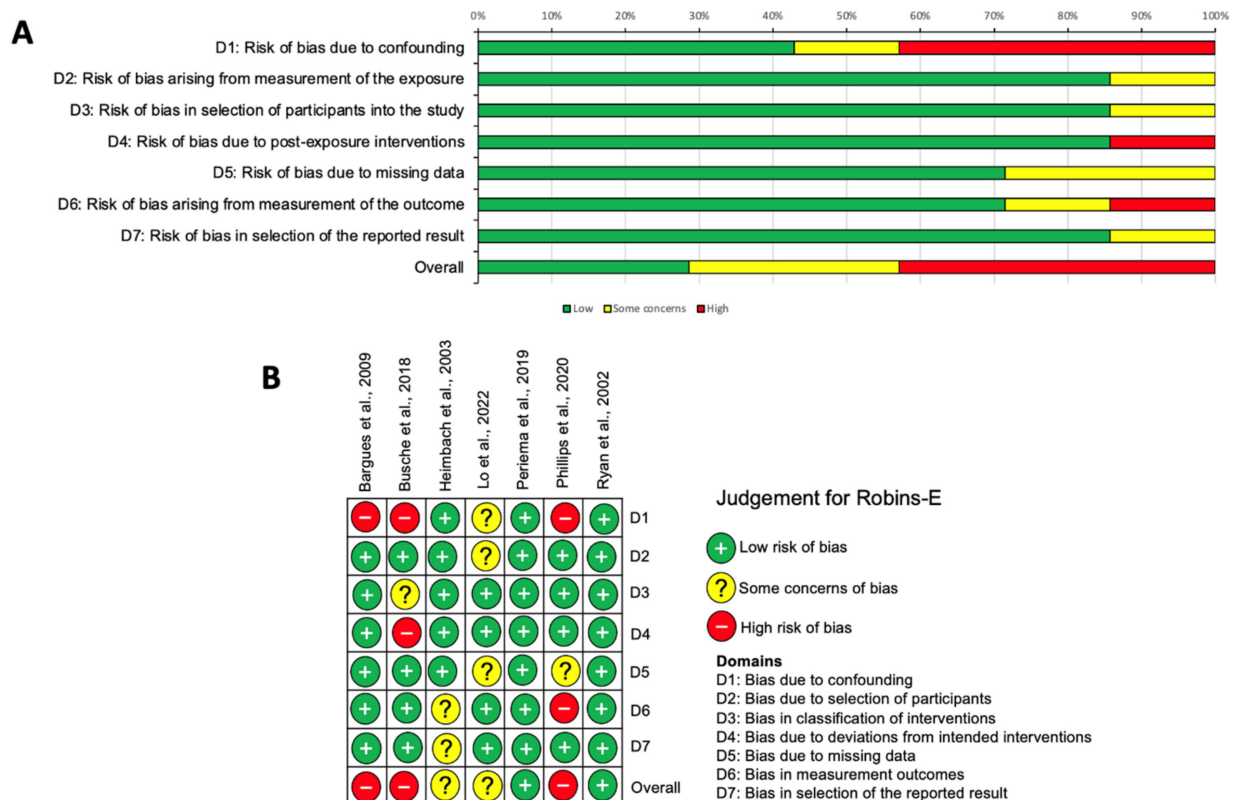 A
0% 10% 20% 30% 40% 50% 60% 70% 80% 90% 100%
D1: Risk of bias due to confounding
D2: Risk of bias arising from measurement of the exposure
D3: Risk of bias in selection of participants into the study
D4: Risk of bias due to post-exposure interventions
D5: Risk of bias due to missing data
D6: Risk of bias arising from measurement of the outcome
D7: Risk of bias in selection of the reported result
Overall
Low Some concerns High
B
Bargues et al., 2009
Busche et al., 2018
Heimbach et al., 2003
Lo et al., 2022
Periema et al., 2019
Phillips et al., 2020
Ryan et al., 2002
− − + ? + − + D1
+ + + ? + + + D2
+ ? + + + + + D3
+ − + + + + + D4
+ + + ? + ? + D5
+ + ? + + − + D6
+ + ? + + + + D7
− − ? ? + − + Overall
Judgement for Robins-E
+ Low risk of bias
? Some concerns of bias
− High risk of bias
Domains
D1: Bias due to confounding
D2: Bias due to selection of participants
D3: Bias in classification of interventions
D4: Bias due to deviations from intended interventions
D5: Bias due to missing data
D6: Bias in measurement outcomes
D7: Bias in selection of the reported result